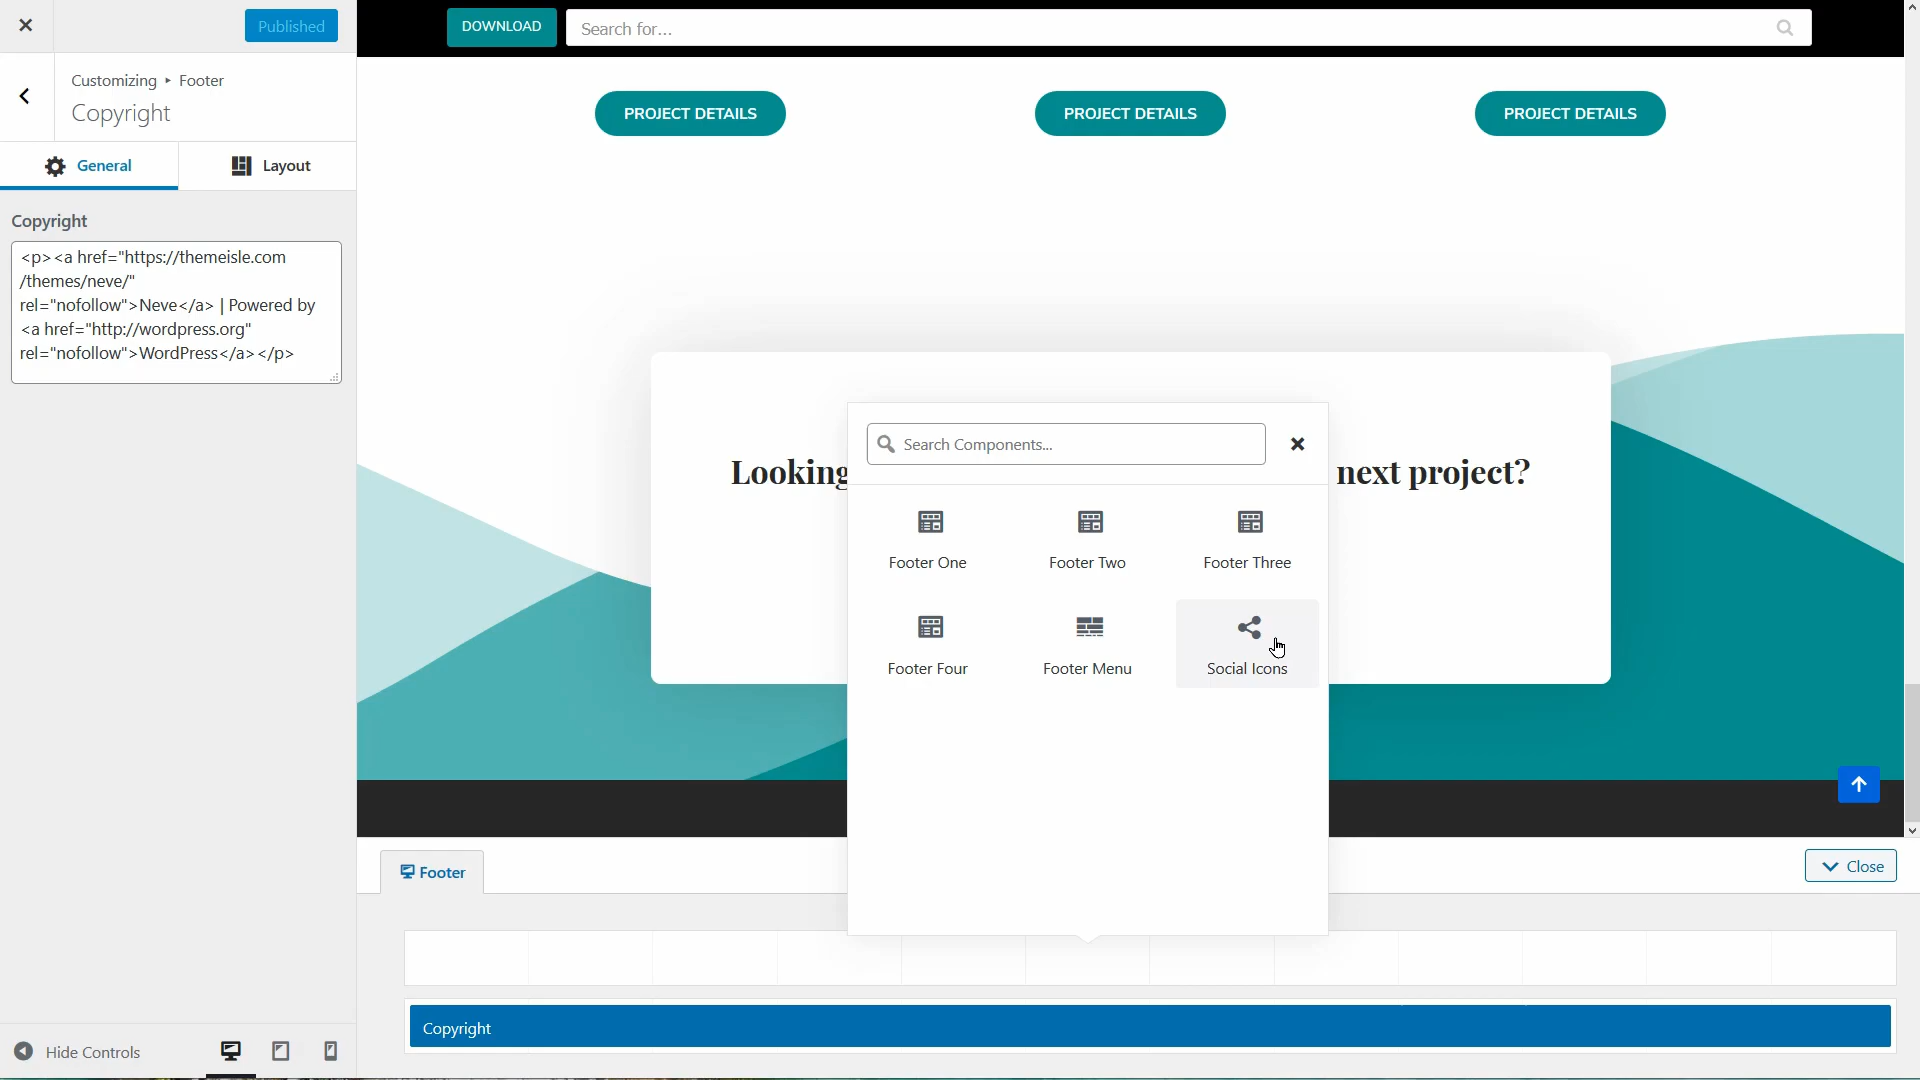 Published
DOWNLOAD
Search for...
Customizing ▸ Footer
Copyright
General
Layout
PROJECT DETAILS
PROJECT DETAILS
PROJECT DETAILS
Copyright
<p><a href="https://themeisle.com
/themes/neve/"
rel="nofollow">Neve</a> | Powered by
<a href="http://wordpress.org"
rel="nofollow">WordPress</a></p>
Search Components...
Looking
next project?
Footer One
Footer Two
Footer Three
Footer Four
Footer Menu
Social Icons
Footer
Close
Copyright
Hide Controls